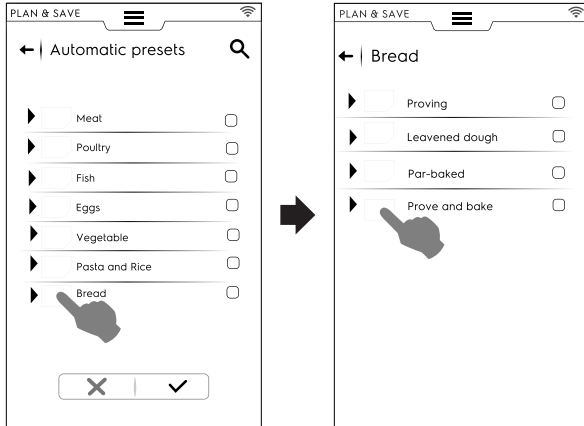 PLAN & SAVE
Automatic presets
Meat
Poultry
Fish
Eggs
Vegetable
Pasta and Rice
Bread
PLAN & SAVE
Bread
Proving
Leavened dough
Par-baked
Prove and bake